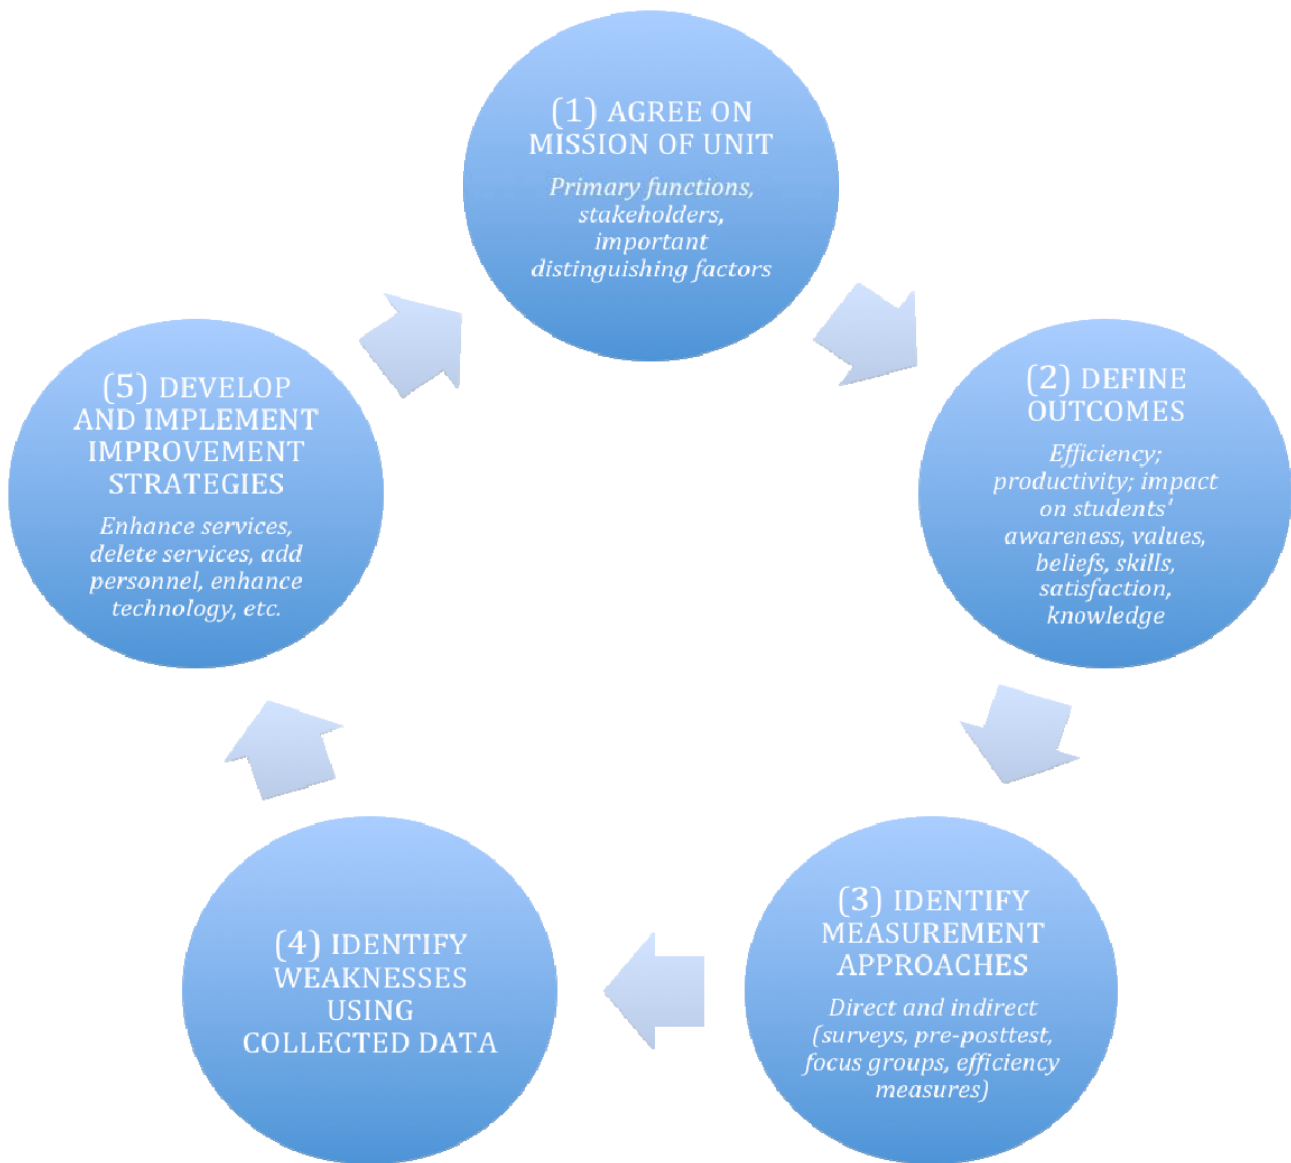 (1) AGREE ON
MISSION OF UNIT
Primary functions,
stakeholders,
important
distinguishing factors
(2) DEFINE
OUTCOMES
Efficiency;
productivity; impact
on students'
awareness, values,
beliefs, skills,
satisfaction,
knowledge
(3) IDENTIFY
MEASUREMENT
APPROACHES
Direct and indirect
(surveys, pre-posttest,
focus groups, efficiency
measures)
(4) IDENTIFY
WEAKNESSES
USING
COLLECTED DATA
(5) DEVELOP
AND IMPLEMENT
IMPROVEMENT
STRATEGIES
Enhance services,
delete services, add
personnel, enhance
technology, etc.